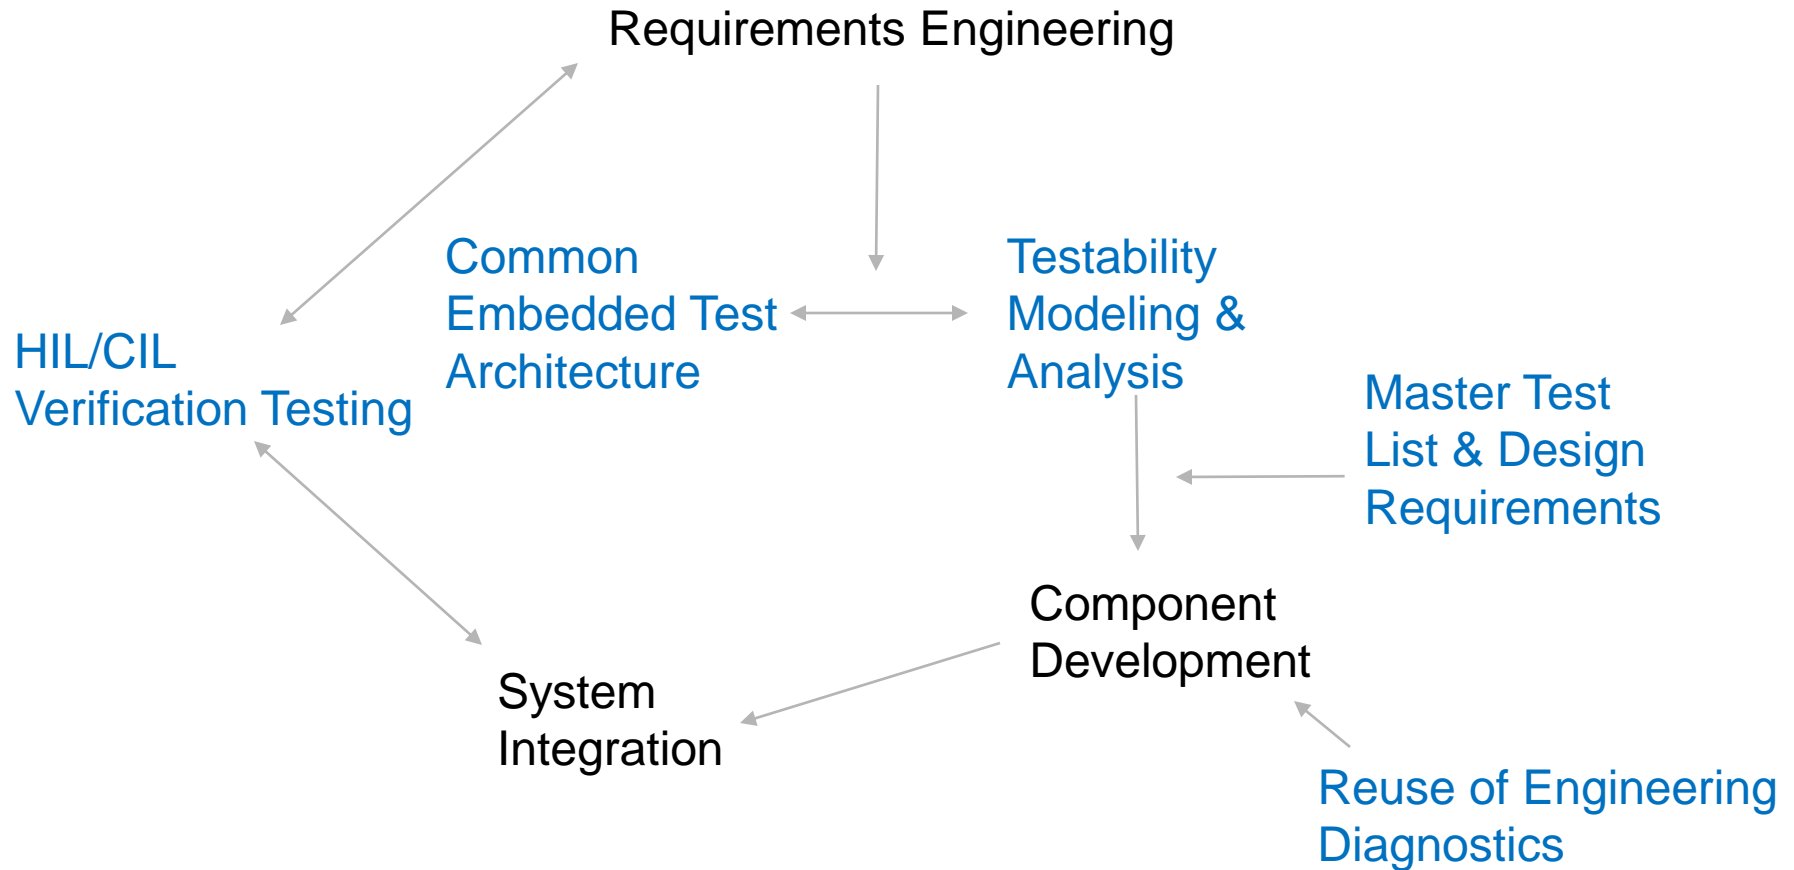 Requirements Engineering
Common
Embedded Test
Architecture
Testability
Modeling &
Analysis
HIL/CIL
Verification Testing
Master Test
List & Design
Requirements
Component
Development
System
Integration
Reuse of Engineering
Diagnostics